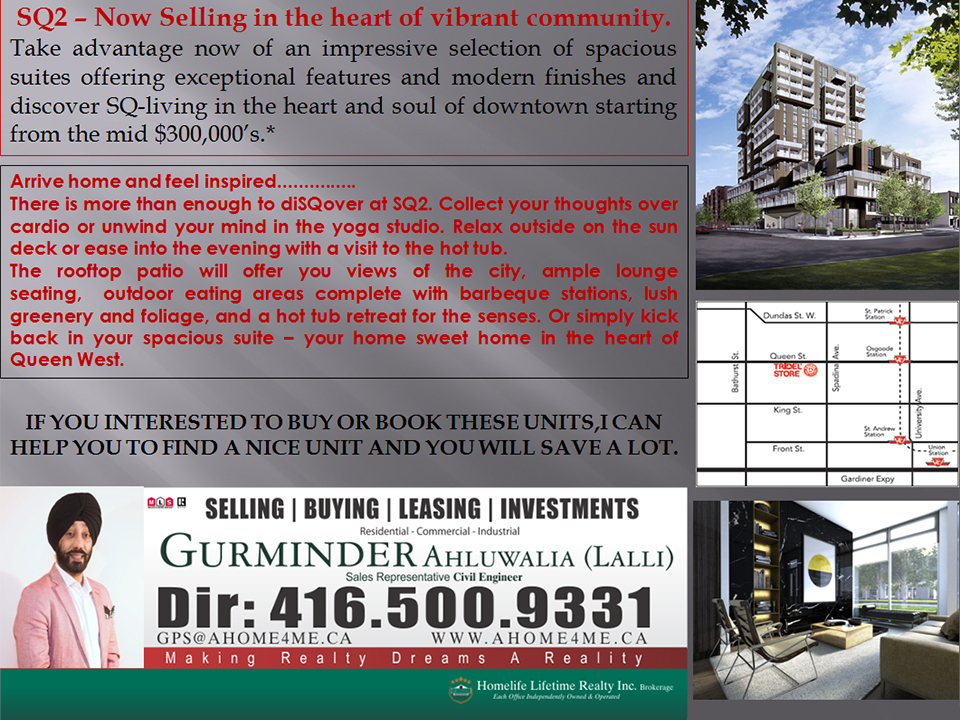 SQ2 – Now Selling in the heart of vibrant community.
Take advantage now of an impressive selection of spacious
suites offering exceptional features and modern finishes and
discover SQ-living in the heart and soul of downtown starting
from the mid $300,000’s.*
Arrive home and feel inspired...............
There is more than enough to diSQover at SQ2. Collect your thoughts over
cardio or unwind your mind in the yoga studio. Relax outside on the sun
deck or ease into the evening with a visit to the hot tub.
The rooftop patio will offer you views of the city, ample lounge
seating, outdoor eating areas complete with barbeque stations, lush
greenery and foliage, and a hot tub retreat for the senses. Or simply kick
back in your spacious suite – your home sweet home in the heart of
Queen West.
IF YOU INTERESTED TO BUY OR BOOK THESE UNITS,I CAN
HELP YOU TO FIND A NICE UNIT AND YOU WILL SAVE A LOT.
MLS R
SELLING | BUYING | LEASING | INVESTMENTS
Residential - Commercial - Industrial
GURMINDER AHLUWALIA (LALLI)
Sales Representative Civil Engineer
Dir: 416.500.9331
GPS@AHOME4ME.CA WWW.AHOME4ME.CA
Making Realty Dreams A Reality
Homelife Lifetime Realty Inc. Brokerage
Each Office Independently Owned & Operated
Dundas St. W.
St. Patrick
Station
Osgoode
Station
Queen St.
TRIDEL
STORE
Bathurst St.
Spadina Ave.
University Ave.
King St.
St. Andrew
Station
Front St.
Union
Station
Gardiner Expy